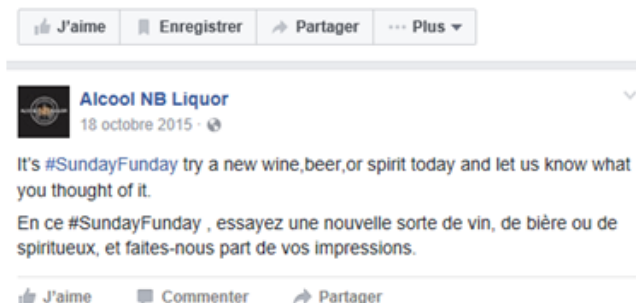 J'aime Enregistrer Partager ··· Plus
Alcool NB Liquor
18 octobre 2015 ·
It's #SundayFunday try a new wine,beer,or spirit today and let us know what
you thought of it.
En ce #SundayFunday , essayez une nouvelle sorte de vin, de bière ou de
spiritueux, et faites-nous part de vos impressions.
J'aime Commenter Partager